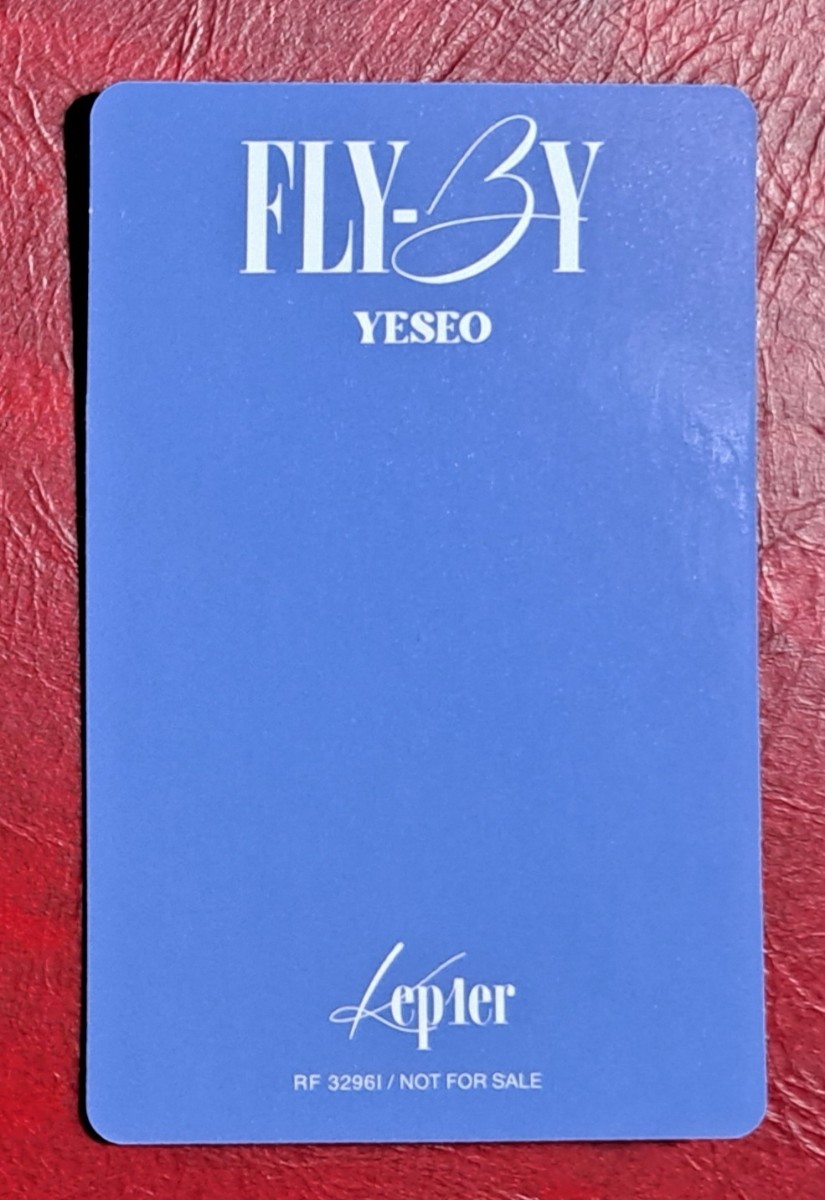 FLY-BY
YESEO
Kep1er
RF 3296I / NOT FOR SALE